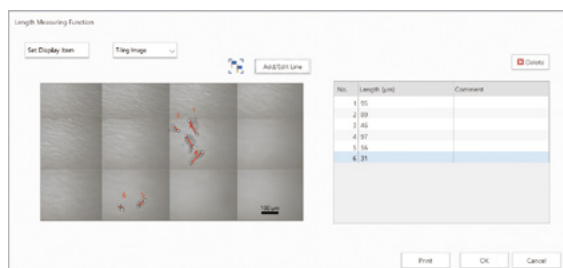 Length Measuring Function
Set Display Item
Tiling Image
Add/Edit Line
Delete
No. Length (µm) Comment
1 95
2 89
3 46
4 97
5 56
6 31
100 µm
Print OK Cancel